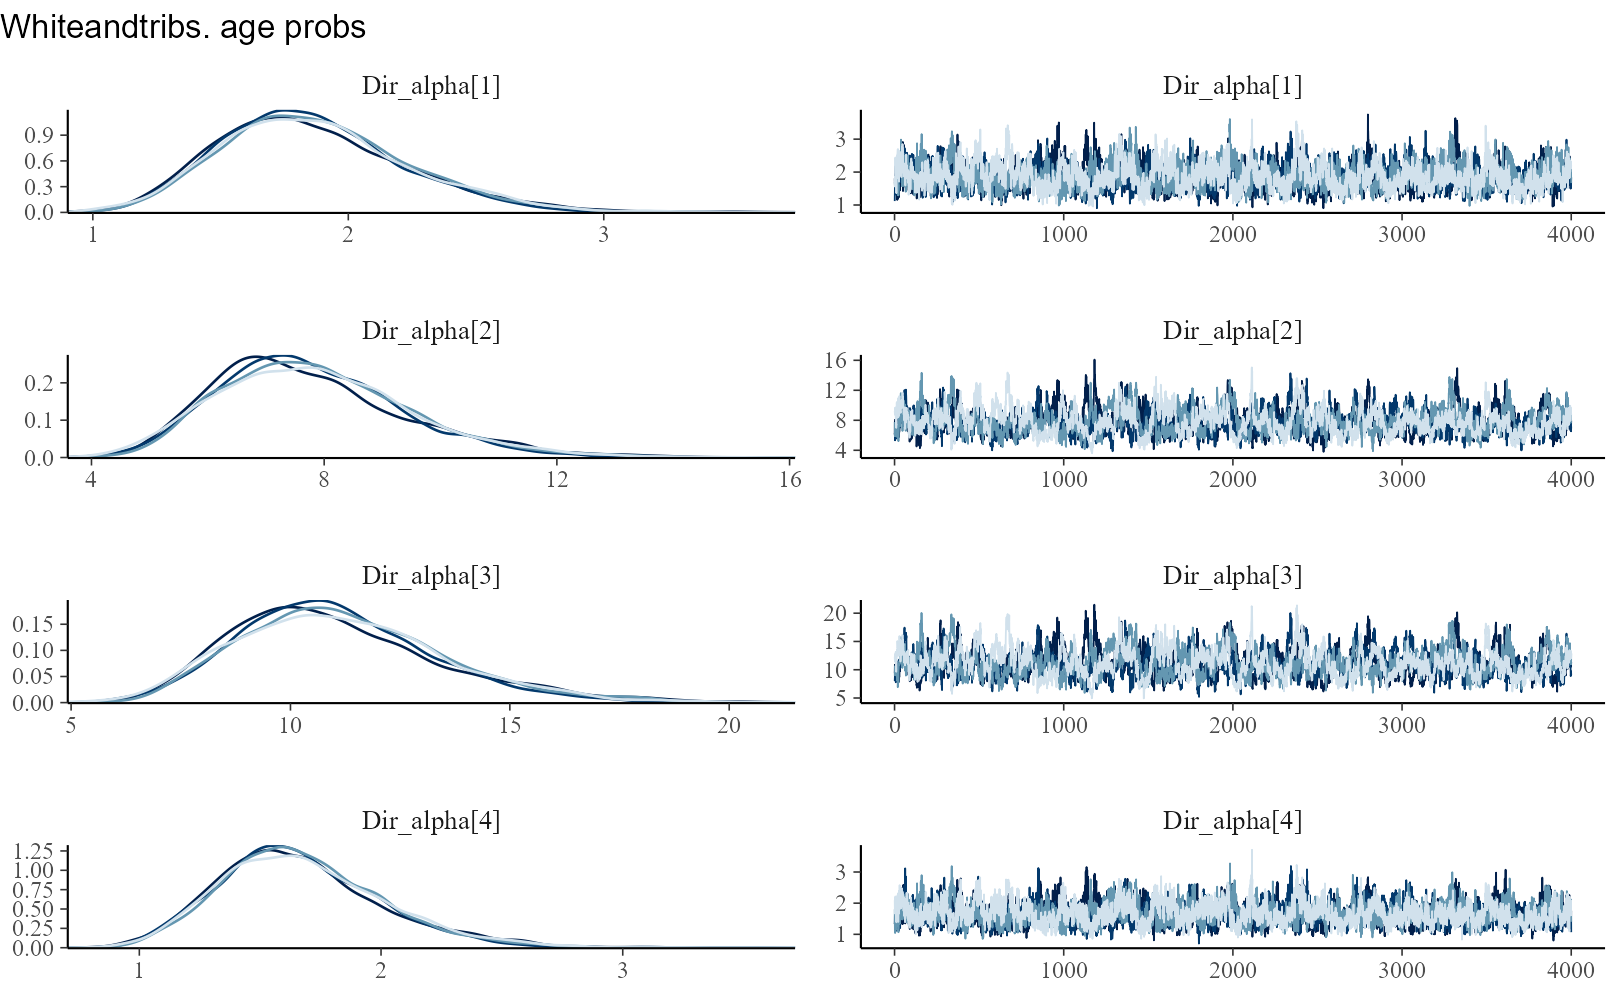 Whiteandtribs. age probs
Dir_alpha[1]
Dir_alpha[1]
0.9
0.6
0.3
0.0
1 2 3
3
2
1
0 1000 2000 3000 4000
Dir_alpha[2]
Dir_alpha[2]
0.2
0.1
0.0
4 8 12 16
16
12
8
4
0 1000 2000 3000 4000
Dir_alpha[3]
Dir_alpha[3]
0.15
0.10
0.05
0.00
5 10 15 20
20
15
10
5
0 1000 2000 3000 4000
Dir_alpha[4]
Dir_alpha[4]
1.25
1.00
0.75
0.50
0.25
0.00
1 2 3
3
2
1
0 1000 2000 3000 4000